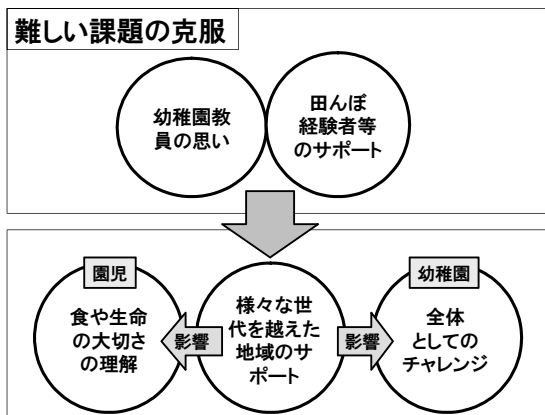 難しい課題の克服
幼稚園教
員の思い
田んぼ
経験者等
のサポート
園児
食や生命
の大切さ
の理解
影響
様々な世
代を越えた
地域のサ
ポート
影響
幼稚園
全体
としての
チャレンジ